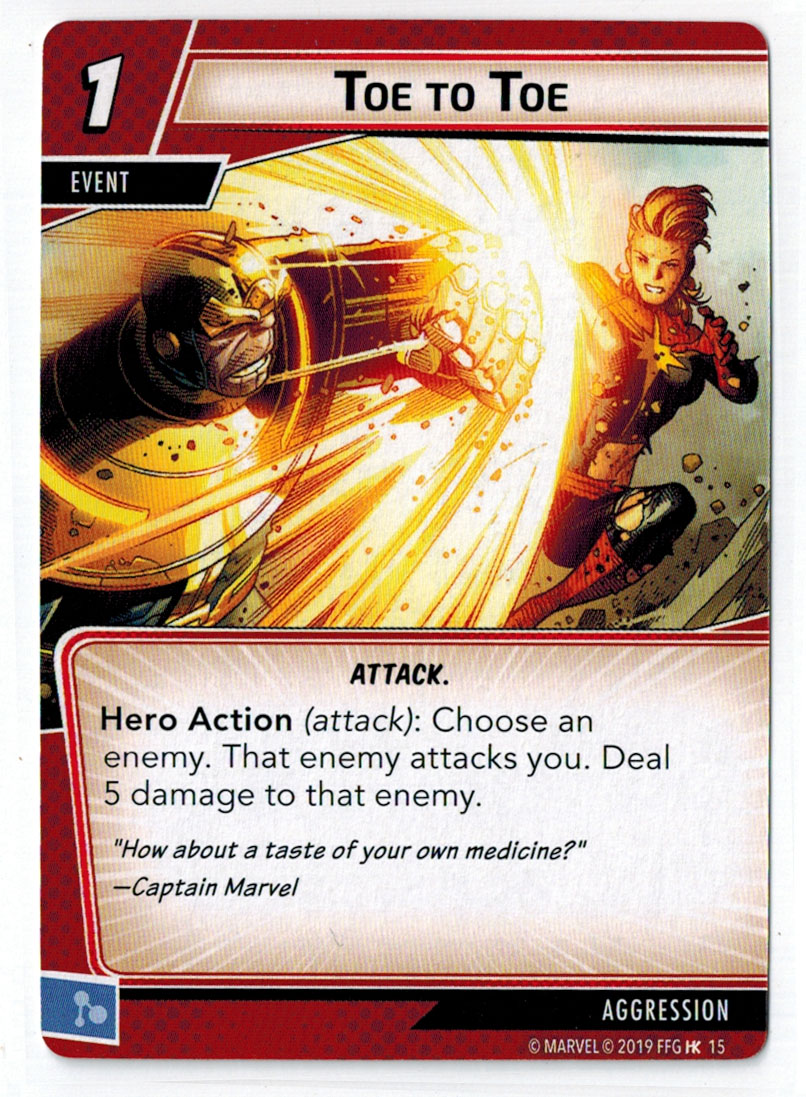 1
TOE TO TOE
EVENT
ATTACK.
Hero Action (attack): Choose an
enemy. That enemy attacks you. Deal
5 damage to that enemy.
"How about a taste of your own medicine?"
—Captain Marvel
AGGRESSION
© MARVEL © 2019 FFG HK 15